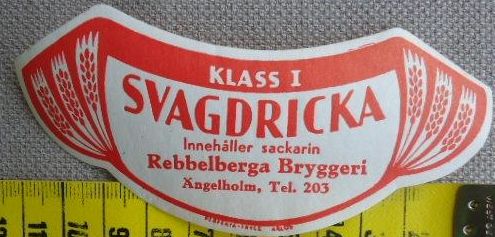 KLASS I
SVAGDRICKA
Innehåller sackarin
Rebbelberga Bryggeri
Ängelholm, Tel. 203